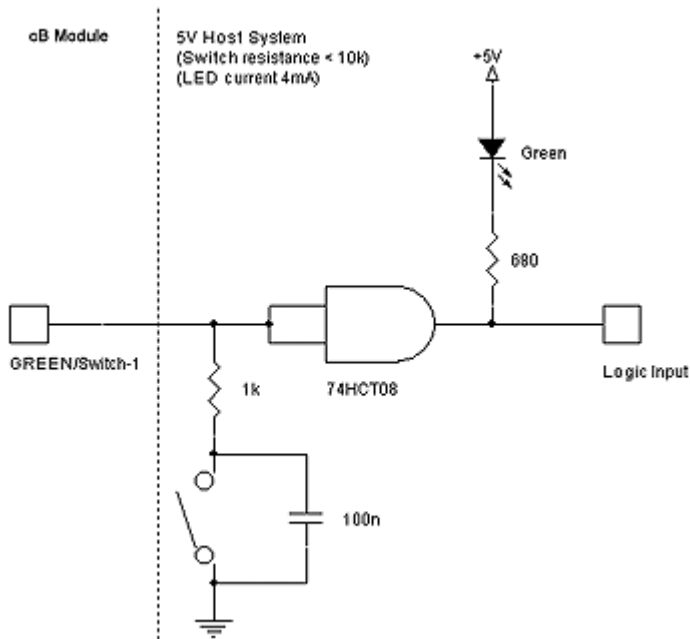 oB Module
5V Host System
(Switch resistance < 10k)
(LED current 4mA)
+5V
Green
680
GREEN/Switch-1
1k
74HCT08
Logic Input
100n